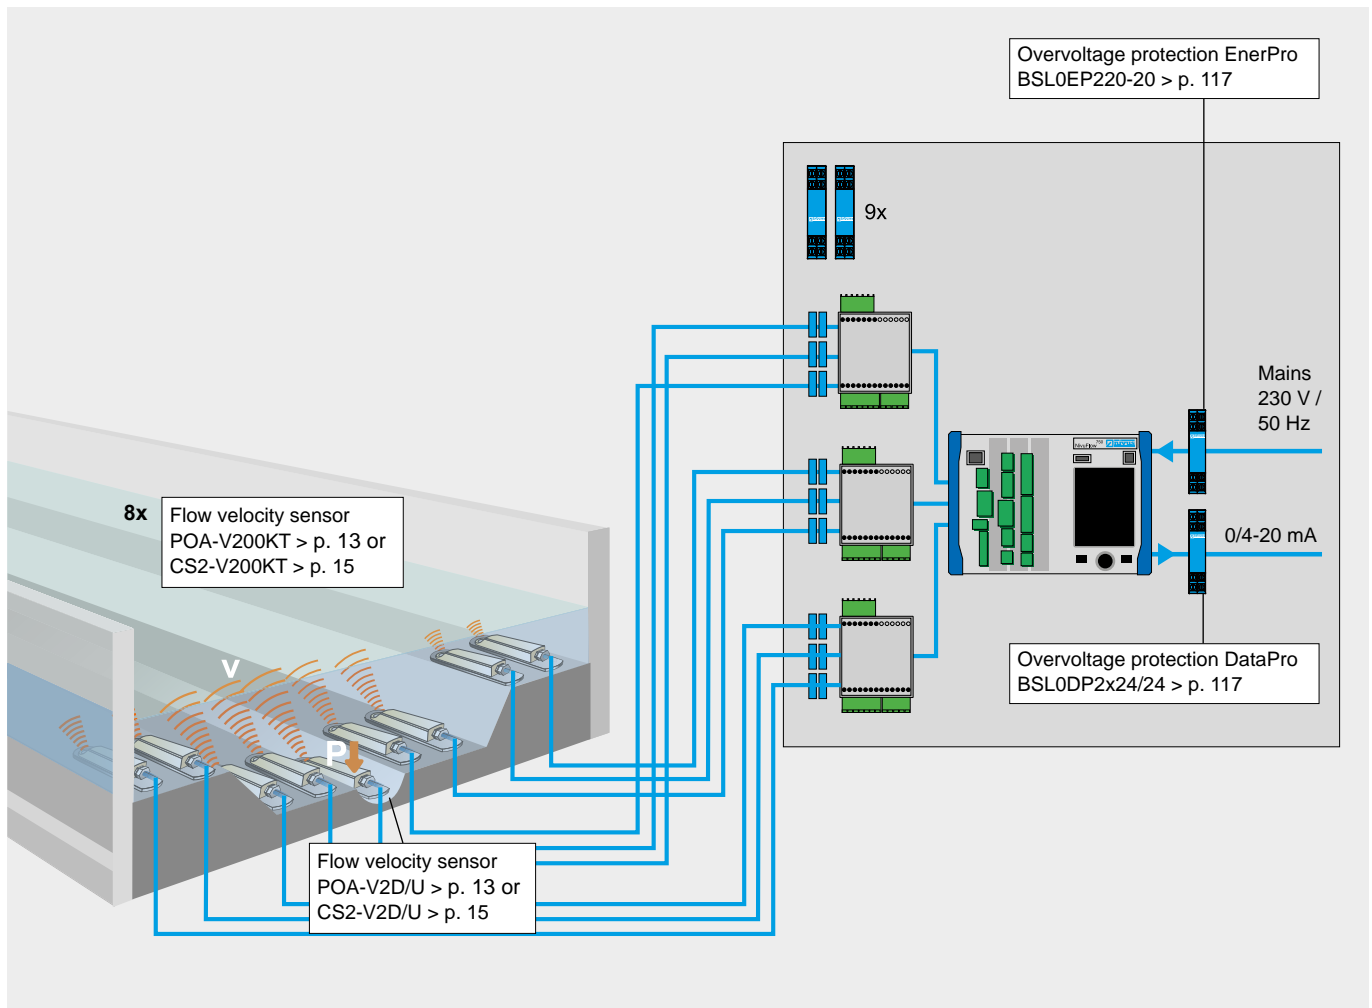 Overvoltage protection EnerPro
BSL0EP220-20 > p. 117
9x
Mains
230 V /
50 Hz
NivuFlow 750
8x
Flow velocity sensor
POA-V200KT > p. 13 or
CS2-V200KT > p. 15
0/4-20 mA
V
Overvoltage protection DataPro
BSL0DP2x24/24 > p. 117
P
Flow velocity sensor
POA-V2D/U > p. 13 or
CS2-V2D/U > p. 15